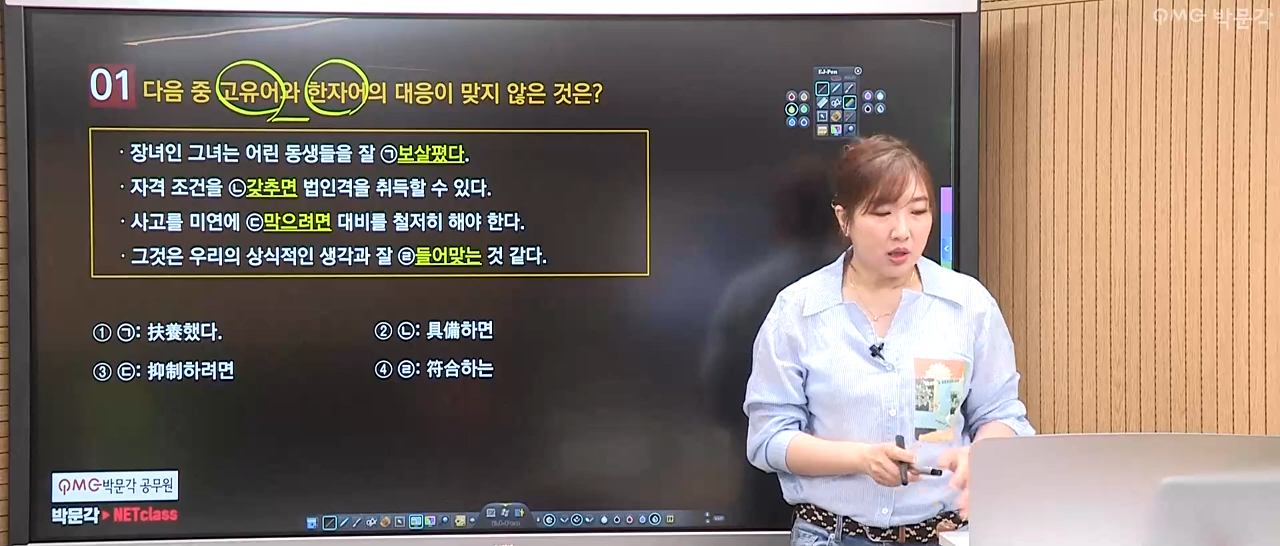 QMG 박문각
01 다음 중 고유어와 한자어의 대응이 맞지 않은 것은?
· 장녀인 그녀는 어린 동생들을 잘 ㉠보살폈다.
· 자격 조건을 ㉡갖추면 법인격을 취득할 수 있다.
· 사고를 미연에 ㉢막으려면 대비를 철저히 해야 한다.
· 그것은 우리의 상식적인 생각과 잘 ㉣들어맞는 것 같다.
① ㉠: 扶養했다.
② ㉡: 具備하면
③ ㉢: 抑制하려면
④ ㉣: 符合하는
QMG박문각 공무원
박문각 ▶ NETclass
EJ-Pen